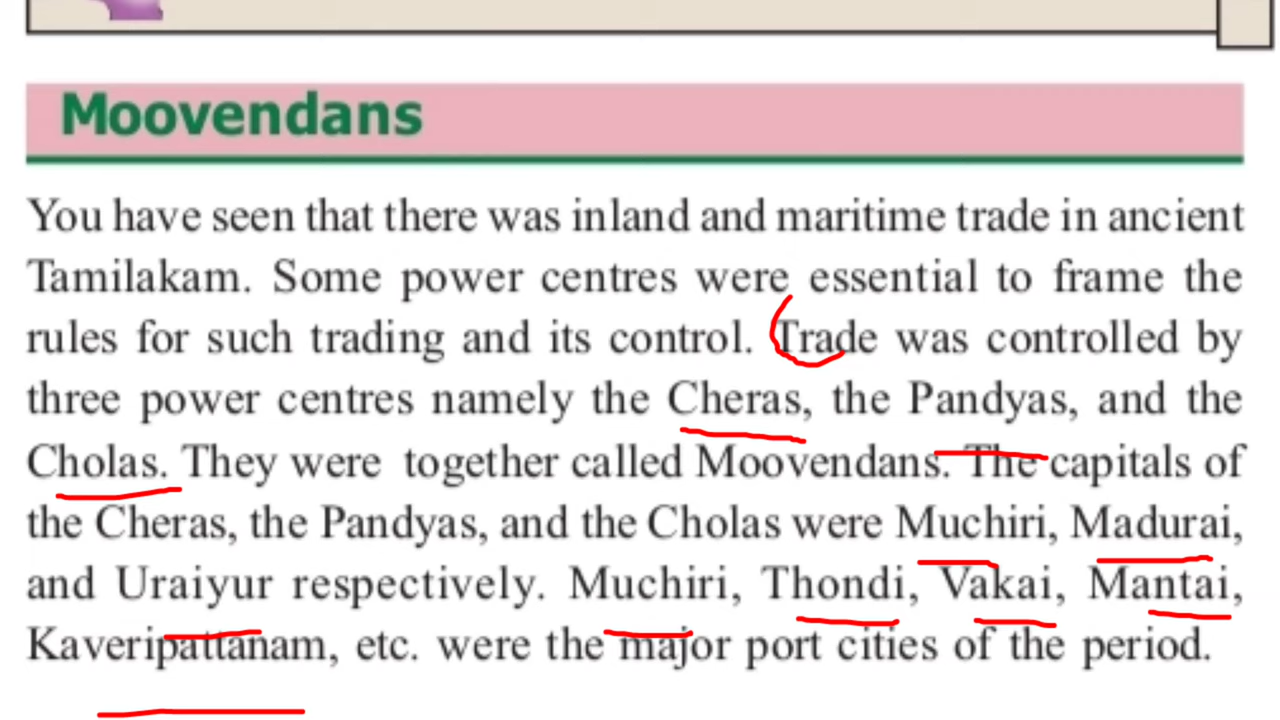 Moovendans
You have seen that there was inland and maritime trade in ancient
Tamilakam. Some power centres were essential to frame the
rules for such trading and its control. Trade was controlled by
three power centres namely the Cheras, the Pandyas, and the
Cholas. They were together called Moovendans. The capitals of
the Cheras, the Pandyas, and the Cholas were Muchiri, Madurai,
and Uraiyur respectively. Muchiri, Thondi, Vakai, Mantai,
Kaveripattanam, etc. were the major port cities of the period.